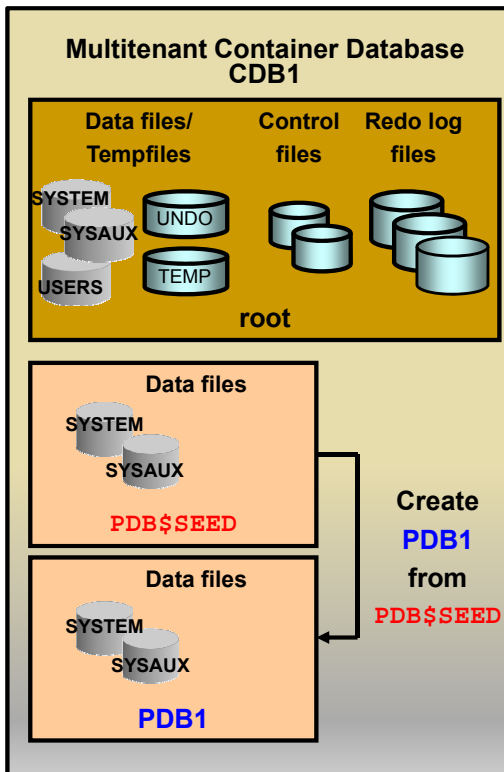 Multitenant Container Database
CDB1
Data files/
Tempfiles
Control
files
Redo log
files
SYSTEM
SYSAUX
USERS
UNDO
TEMP
root
Data files
SYSTEM
SYSAUX
PDB$SEED
Create
PDB1
from
PDB$SEED
Data files
SYSTEM
SYSAUX
PDB1